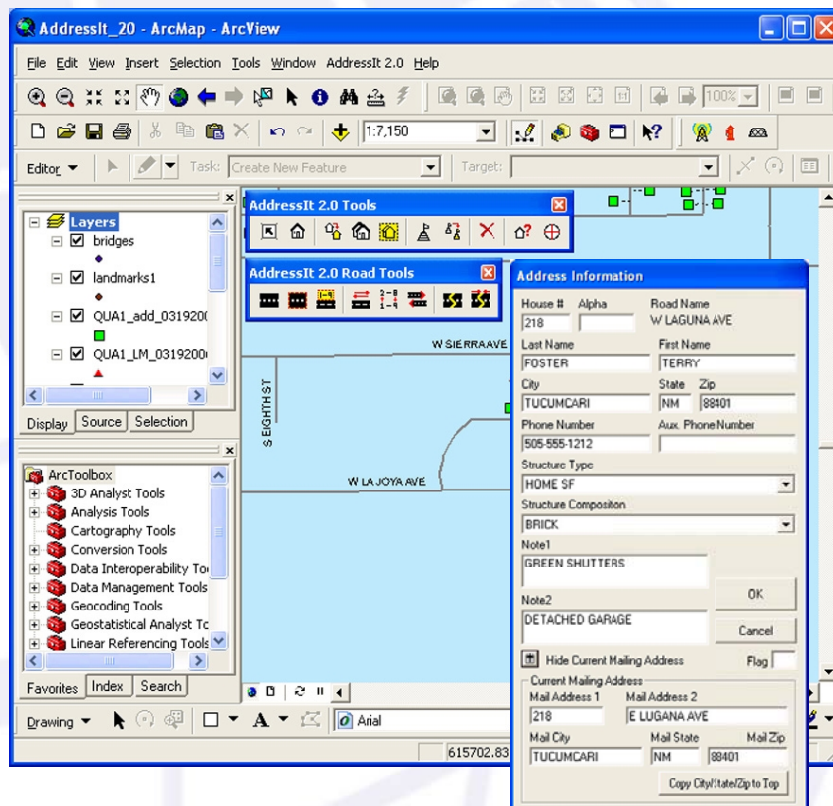 AddressIt_20 - ArcMap - ArcView
File Edit View Insert Selection Tools Window AddressIt 2.0 Help
100%
1:7,150
Editor Task: Create New Feature Target:
Layers
bridges
landmarks1
QUA1_add_0319200
QUA1_LM_0319200
Display Source Selection
ArcToolbox
3D Analyst Tools
Analysis Tools
Cartography Tools
Conversion Tools
Data Interoperability To
Data Management Tools
Geocoding Tools
Geostatistical Analyst Tc
Linear Referencing Tools
Favorites Index Search
AddressIt 2.0 Tools
AddressIt 2.0 Road Tools
W SIERRA AVE
S EIGHTH ST
W LA JOYA AVE
Address Information
House # Alpha Road Name
218 W LAGUNA AVE
Last Name First Name
FOSTER TERRY
City State Zip
TUCUMCARI NM 88401
Phone Number Aux. PhoneNumber
505-555-1212
Structure Type
HOME SF
Structure Compositon
BRICK
Note1
GREEN SHUTTERS
OK
Note2
DETACHED GARAGE
Cancel
Hide Current Mailing Address Flag
Current Mailing Address
Mail Address 1 Mail Address 2
218 E LUGANA AVE
Mail City Mail State Mail Zip
TUCUMCARI NM 88401
Copy City/State/Zip to Top
Drawing A Arial
615702.83